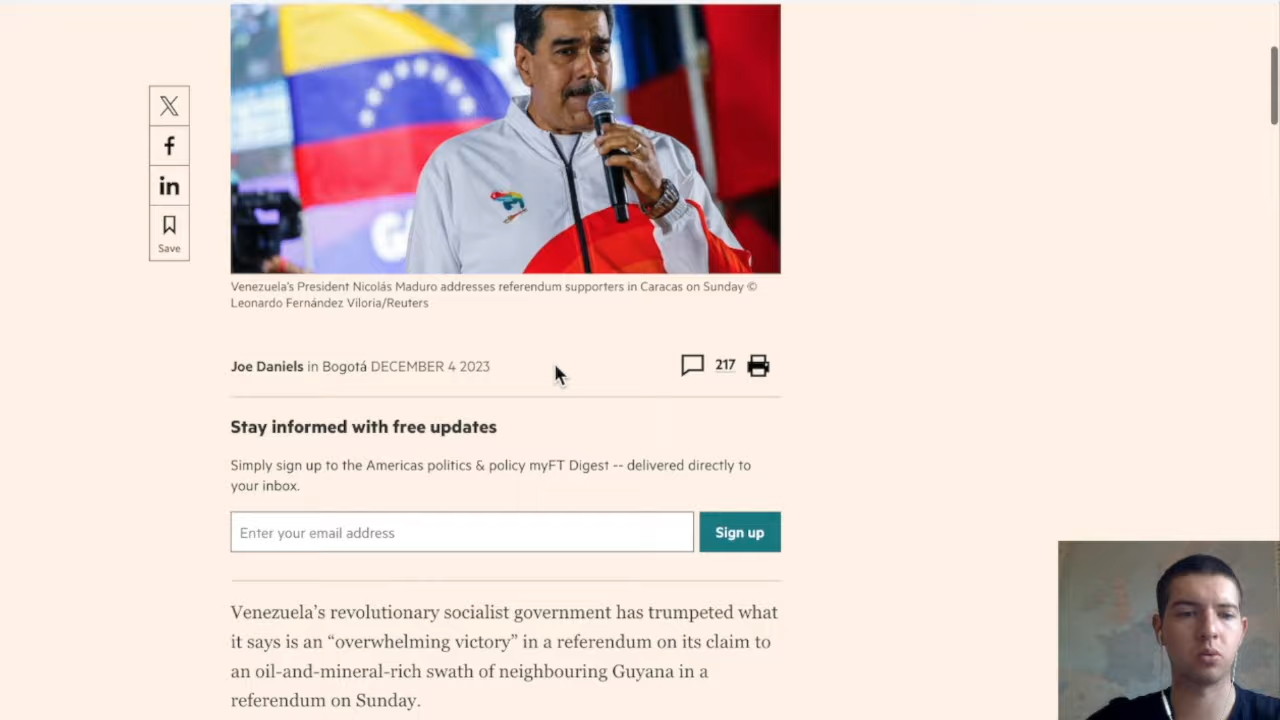 Save
Venezuela's President Nicolás Maduro addresses referendum supporters in Caracas on Sunday ©
Leonardo Fernández Viloria/Reuters
Joe Daniels in Bogotá DECEMBER 4 2023
217
Stay informed with free updates
Simply sign up to the Americas politics & policy myFT Digest -- delivered directly to
your inbox.
Enter your email address
Sign up
Venezuela’s revolutionary socialist government has trumpeted what
it says is an “overwhelming victory” in a referendum on its claim to
an oil-and-mineral-rich swath of neighbouring Guyana in a
referendum on Sunday.